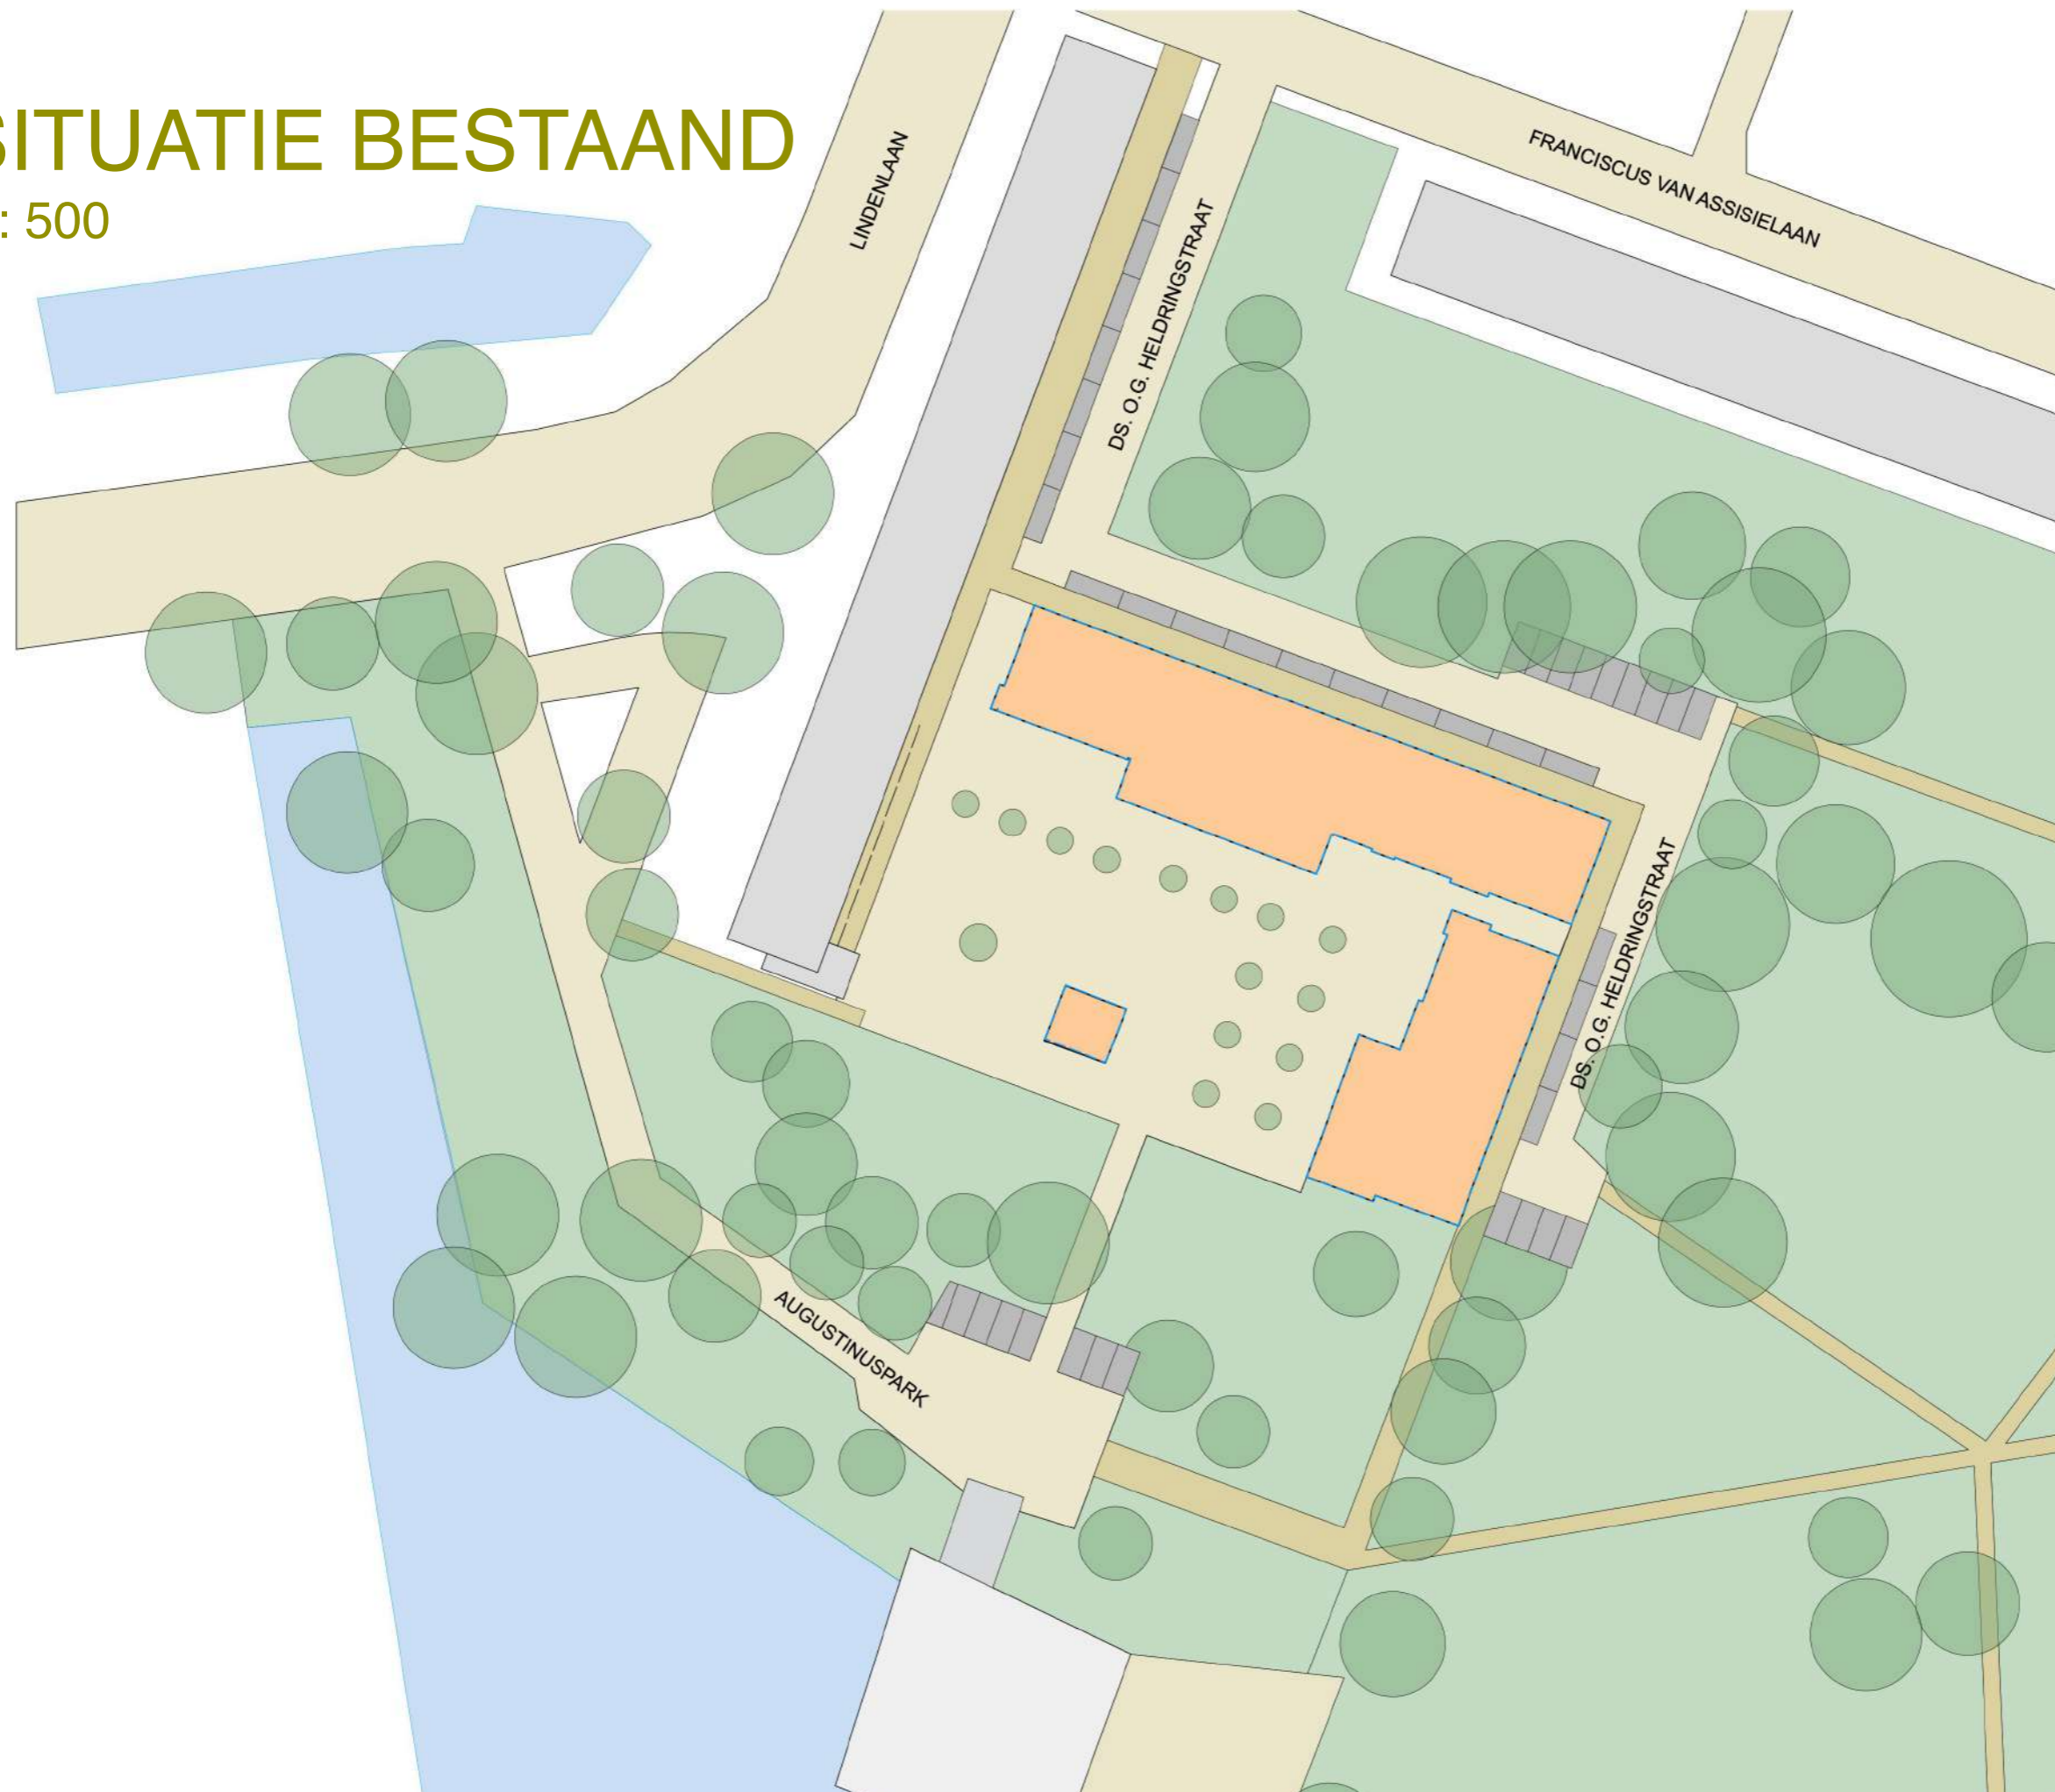 SITUATIE BESTAAND
: 500
LINDENLAAN
FRANCISCUS VAN ASSISIELAAN
DS. O.G. HELDRINGSTRAAT
DS. O.G. HELDRINGSTRAAT
AUGUSTINUSPARK